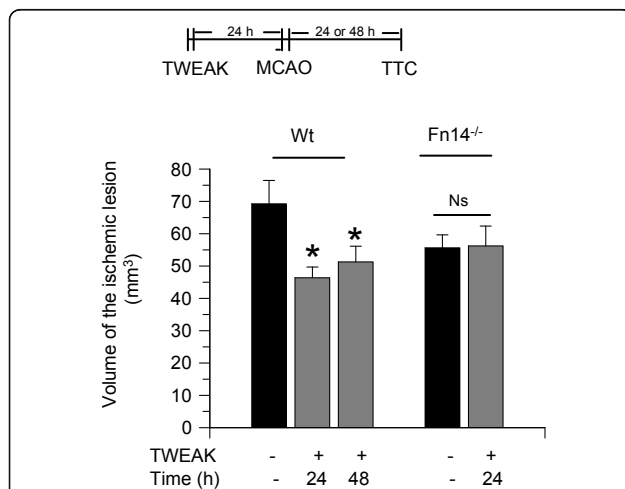 24 h 24 or 48 h
TWEAK MCAO TTC
Wt Fn14-/-
Ns
* *
Volume of the ischemic lesion
(mm3)
80
70
60
50
40
30
20
10
0
TWEAK - + + - +
Time (h) - 24 48 - 24